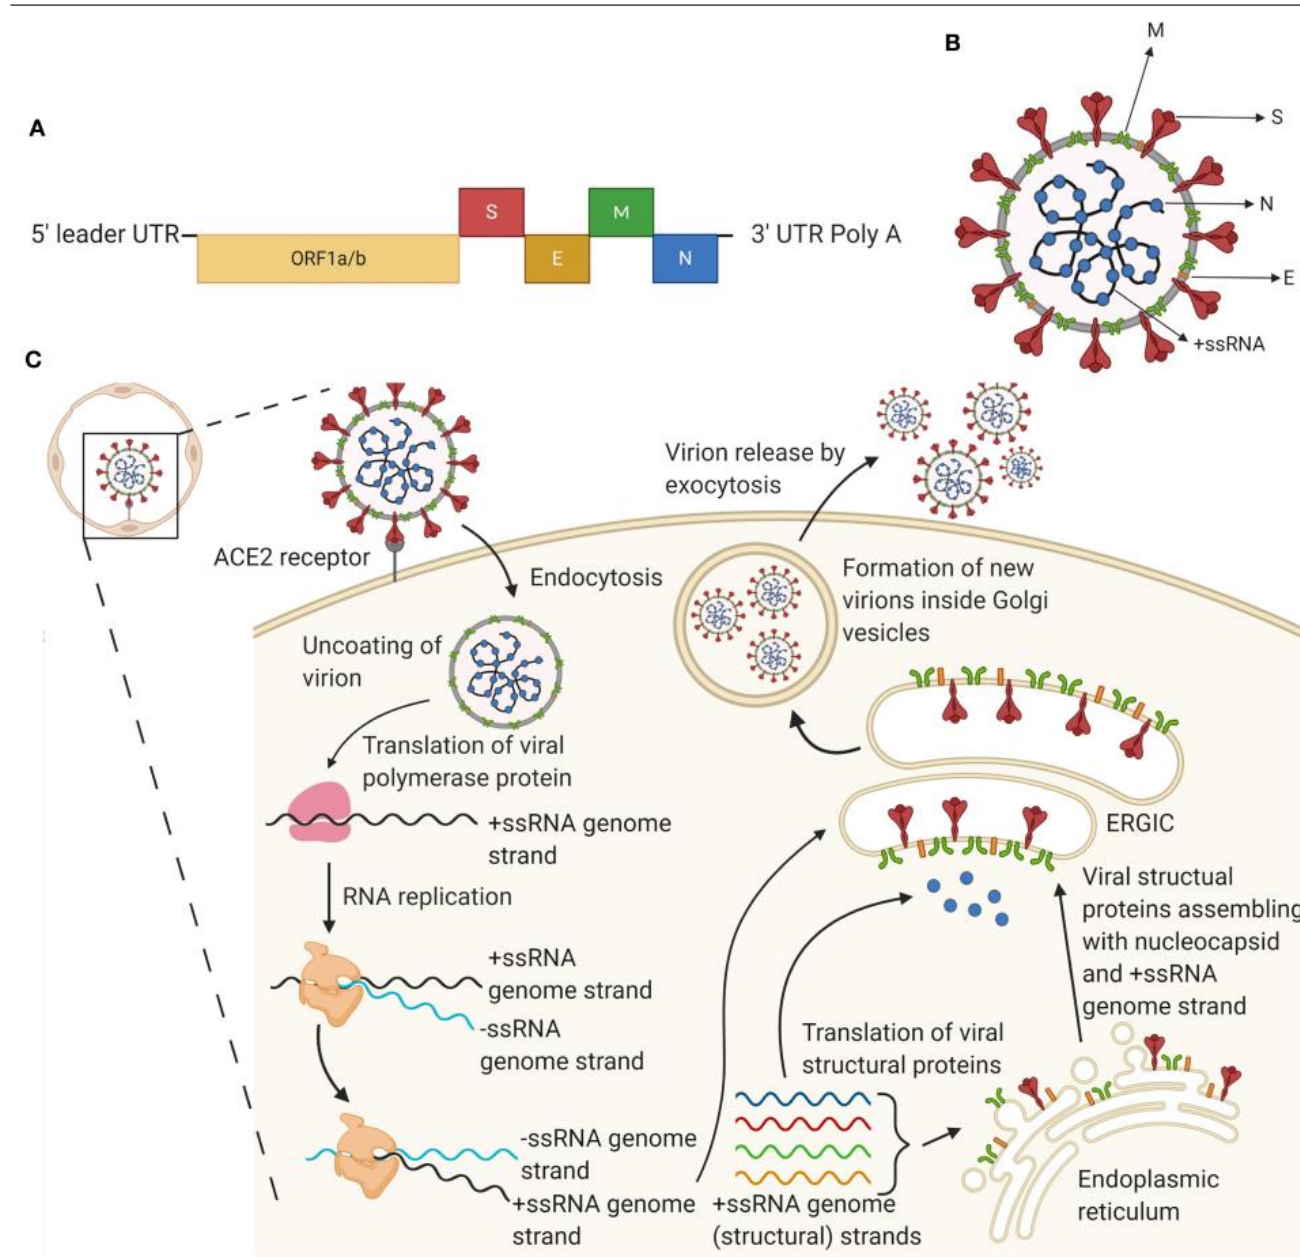 A
5' leader UTR
ORF1a/b
S
E
M
N
3' UTR Poly A
B
M
S
N
E
+ssRNA
C
ACE2 receptor
Endocytosis
Uncoating of
virion
Translation of viral
polymerase protein
+ssRNA genome
strand
RNA replication
+ssRNA
genome strand
-ssRNA
genome strand
-ssRNA genome
strand
+ssRNA genome
strand
Virion release by
exocytosis
Formation of new
virions inside Golgi
vesicles
ERGIC
Viral structual
proteins assembling
with nucleocapsid
and +ssRNA
genome strand
Translation of viral
structural proteins
+ssRNA genome
(structural) strands
Endoplasmic
reticulum